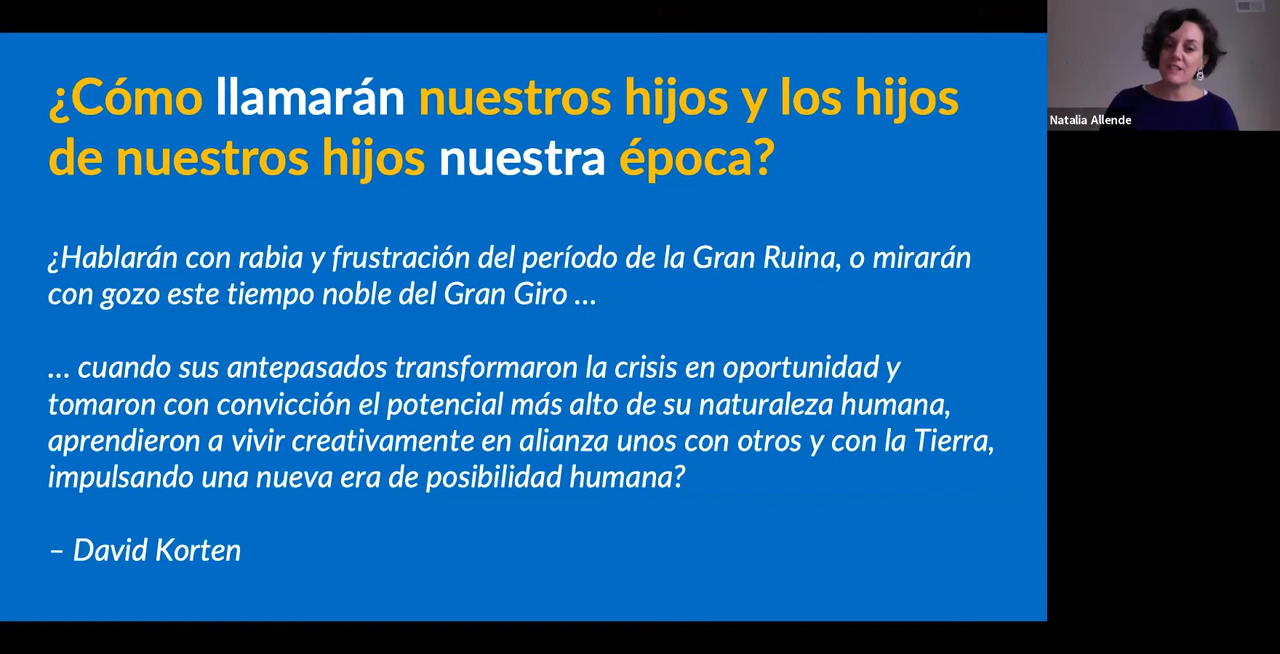 ¿Cómo llamarán nuestros hijos y los hijos
de nuestros hijos nuestra época?
¿Hablarán con rabia y frustración del período de la Gran Ruina, o mirarán
con gozo este tiempo noble del Gran Giro ...
... cuando sus antepasados transformaron la crisis en oportunidad y
tomaron con convicción el potencial más alto de su naturaleza humana,
aprendieron a vivir creativamente en alianza unos con otros y con la Tierra,
impulsando una nueva era de posibilidad humana?
– David Korten
Natalia Allende